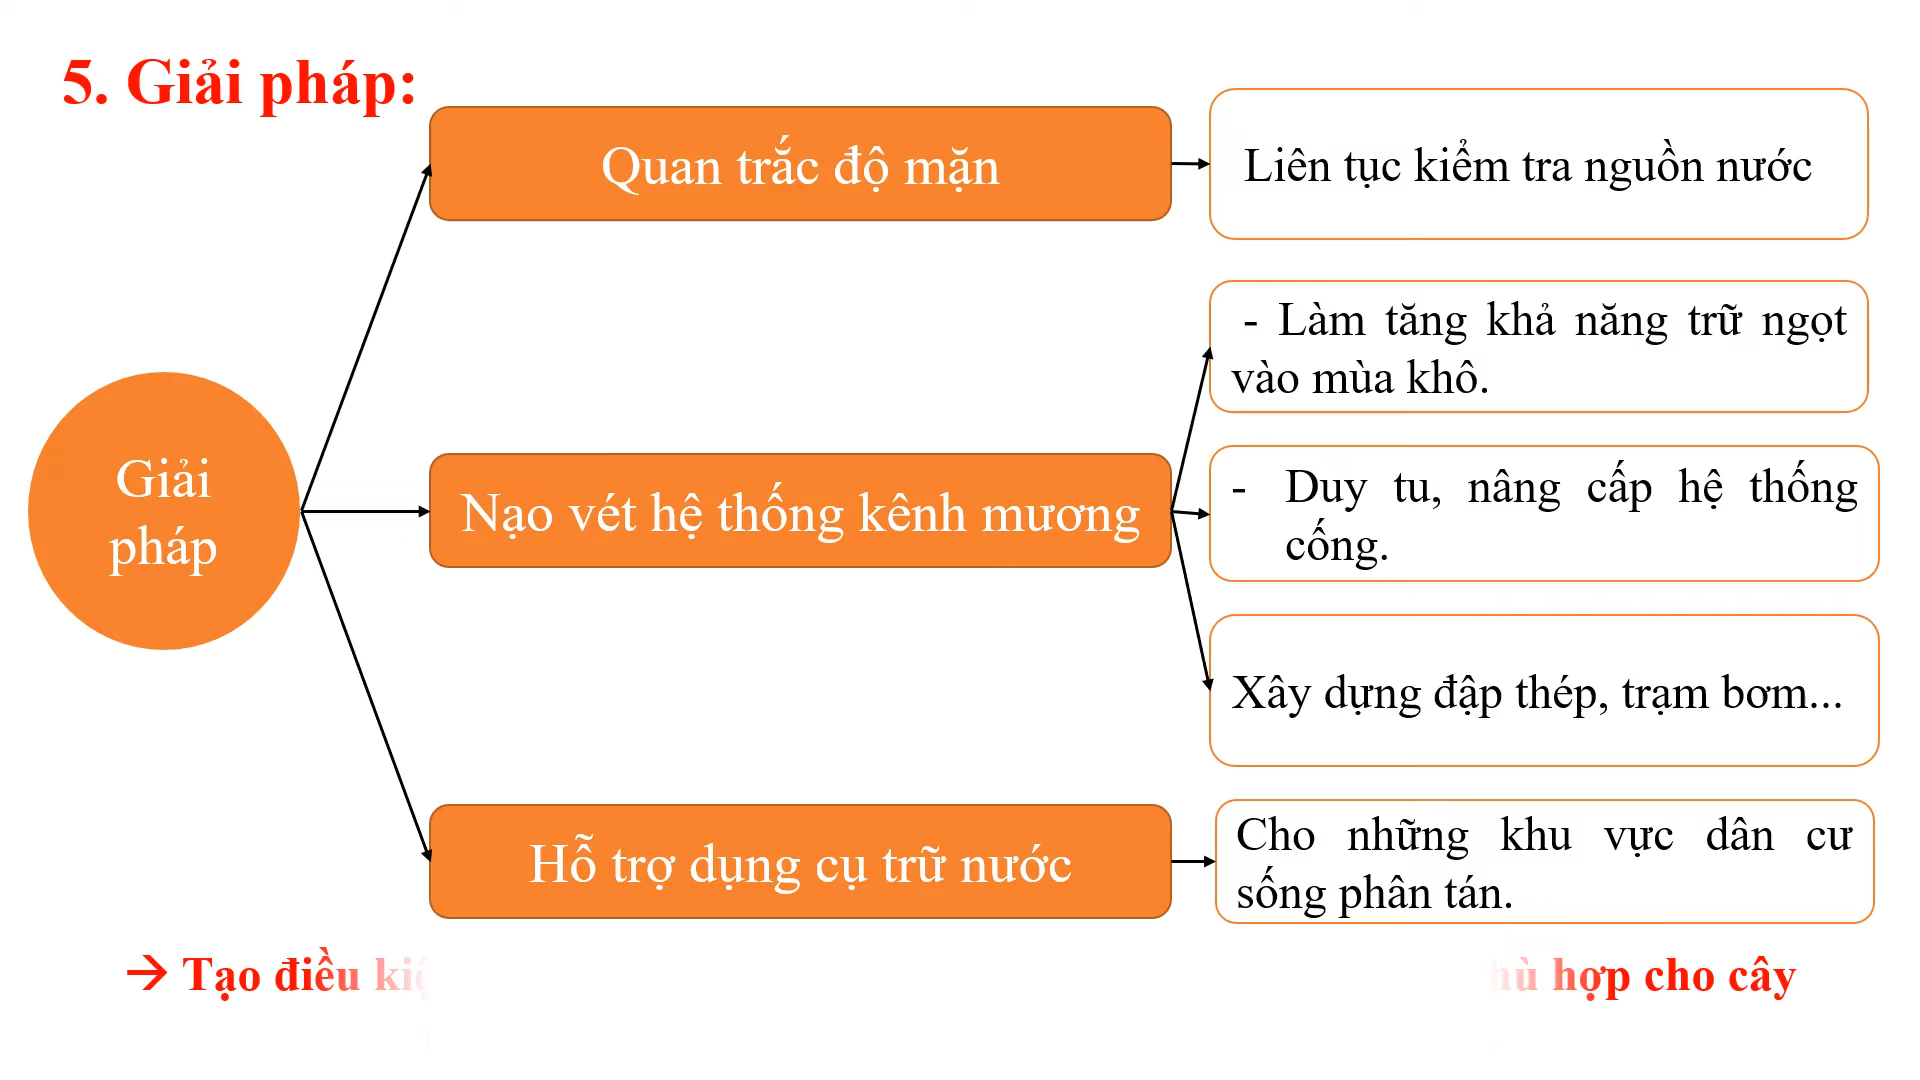 5. Giải pháp:
Quan trắc độ mặn
Liên tục kiểm tra nguồn nước
- Làm tăng khả năng trữ ngọt
vào mùa khô.
Giải
pháp
Nạo vét hệ thống kênh mương
- Duy tu, nâng cấp hệ thống
cống.
Xây dựng đập thép, trạm bơm...
Hỗ trợ dụng cụ trữ nước
Cho những khu vực dân cư
sống phân tán.
→ Tạo điều hợp cho cây